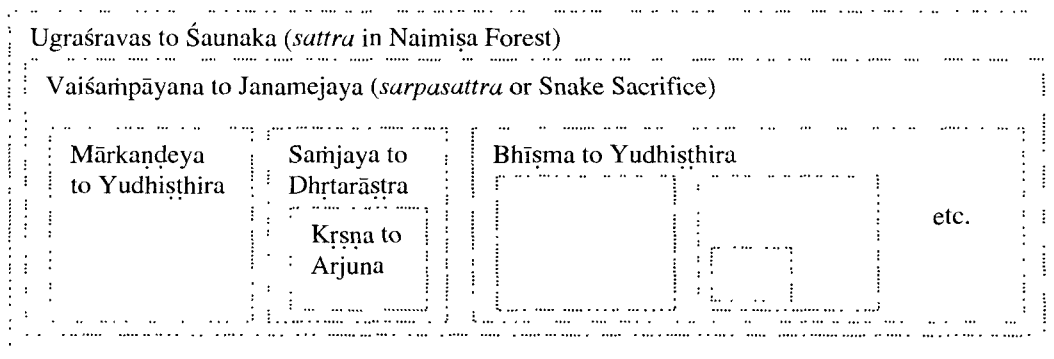 Ugraśravas to Śaunaka (sattra in Naimiṣa Forest)
Vaiśaṁpāyana to Janamejaya (sarpasattra or Snake Sacrifice)
Mārkaṇḍeya
to Yudhiṣṭhira
Saṁjaya to
Dhṛtarāṣṭra
Kṛṣṇa to
Arjuna
Bhīṣma to Yudhiṣṭhira
etc.